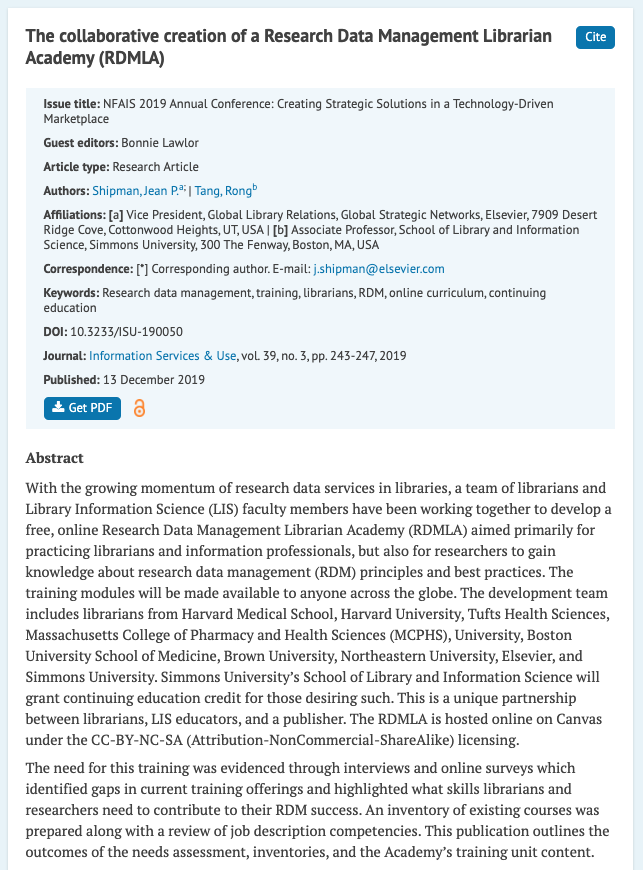 The collaborative creation of a Research Data Management Librarian
Academy (RDMLA)
Cite
Issue title: NFAIS 2019 Annual Conference: Creating Strategic Solutions in a Technology-Driven
Marketplace
Guest editors: Bonnie Lawlor
Article type: Research Article
Authors: Shipman, Jean P.a; | Tang, Rongb
Affiliations: [a] Vice President, Global Library Relations, Global Strategic Networks, Elsevier, 7909 Desert
Ridge Cove, Cottonwood Heights, UT, USA | [b] Associate Professor, School of Library and Information
Science, Simmons University, 300 The Fenway, Boston, MA, USA
Correspondence: [*] Corresponding author. E-mail: j.shipman@elsevier.com
Keywords: Research data management, training, librarians, RDM, online curriculum, continuing
education
DOI: 10.3233/ISU-190050
Journal: Information Services & Use, vol. 39, no. 3, pp. 243-247, 2019
Published: 13 December 2019
Get PDF
Abstract
With the growing momentum of research data services in libraries, a team of librarians and
Library Information Science (LIS) faculty members have been working together to develop a
free, online Research Data Management Librarian Academy (RDMLA) aimed primarily for
practicing librarians and information professionals, but also for researchers to gain
knowledge about research data management (RDM) principles and best practices. The
training modules will be made available to anyone across the globe. The development team
includes librarians from Harvard Medical School, Harvard University, Tufts Health Sciences,
Massachusetts College of Pharmacy and Health Sciences (MCPHS), University, Boston
University School of Medicine, Brown University, Northeastern University, Elsevier, and
Simmons University. Simmons University's School of Library and Information Science will
grant continuing education credit for those desiring such. This is a unique partnership
between librarians, LIS educators, and a publisher. The RDMLA is hosted online on Canvas
under the CC-BY-NC-SA (Attribution-NonCommercial-ShareAlike) licensing.
The need for this training was evidenced through interviews and online surveys which
identified gaps in current training offerings and highlighted what skills librarians and
researchers need to contribute to their RDM success. An inventory of existing courses was
prepared along with a review of job description competencies. This publication outlines the
outcomes of the needs assessment, inventories, and the Academy's training unit content.